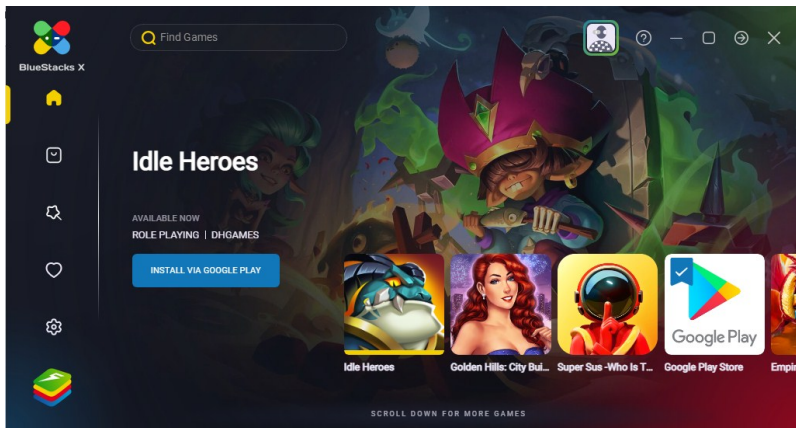 BlueStacks X
Find Games
Idle Heroes
AVAILABLE NOW
ROLE PLAYING | DHGAMES
INSTALL VIA GOOGLE PLAY
Google Play
Idle Heroes
Golden Hills: City Bui...
Super Sus -Who Is T...
Google Play Store
Empir
SCROLL DOWN FOR MORE GAMES